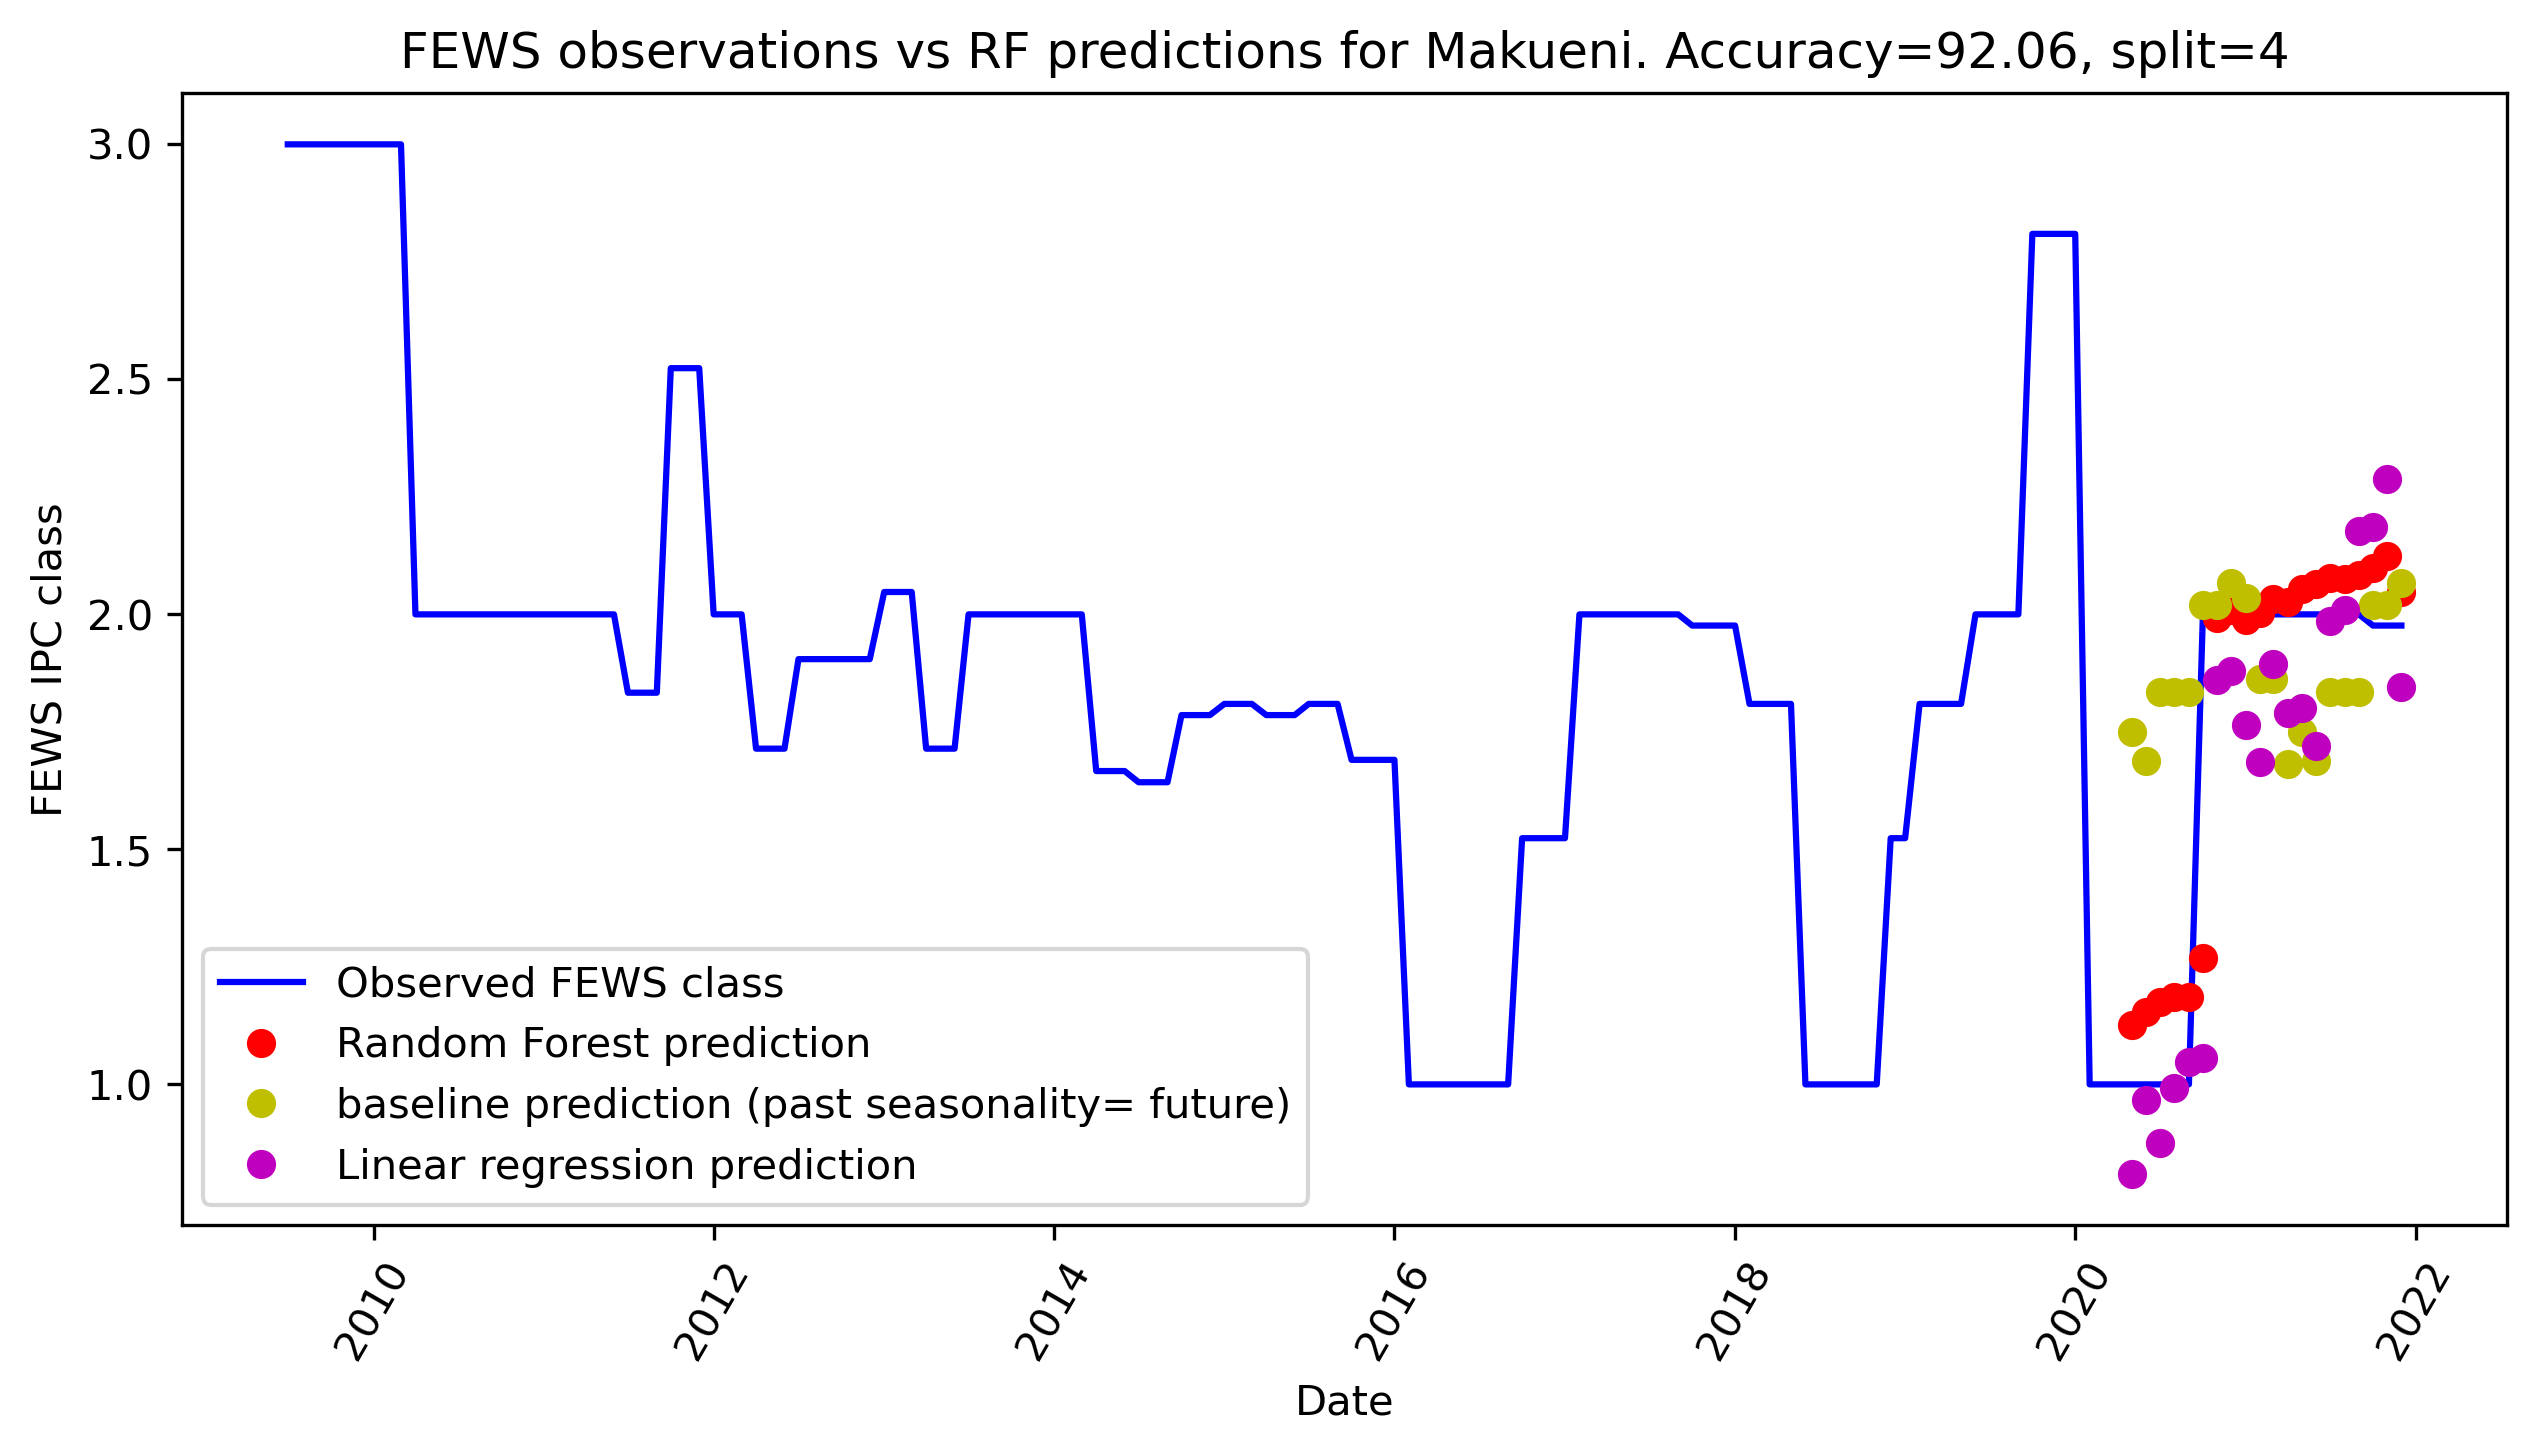 FEWS observations vs RF predictions for Makueni. Accuracy=92.06, split=4
FEWS IPC class
3.0
2.5
2.0
1.5
1.0
Observed FEWS class
Random Forest prediction
baseline prediction (past seasonality= future)
Linear regression prediction
2010
2012
2014
2016
2018
2020
2022
Date